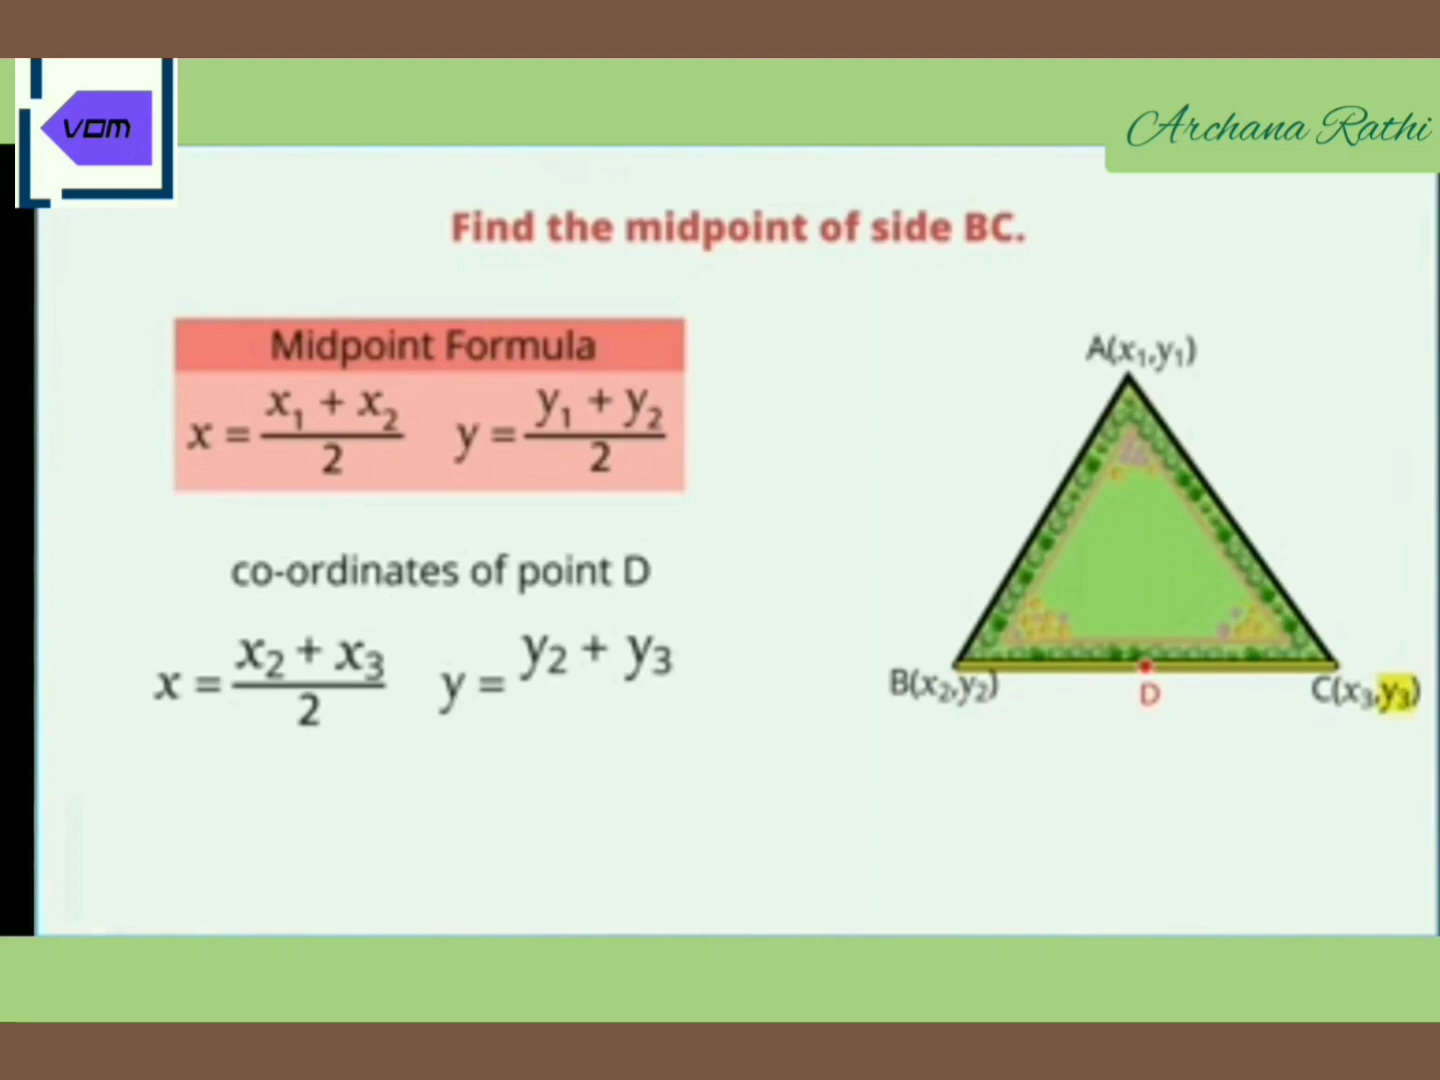 VOM
Archana Rathi
Find the midpoint of side BC.
Midpoint Formula
x = (x₁ + x₂)/2 y = (y₁ + y₂)/2
co-ordinates of point D
x = (x₂ + x₃)/2 y = y₂ + y₃
A(x₁,y₁)
B(x₂,y₂)
D
C(x₃,y₃)